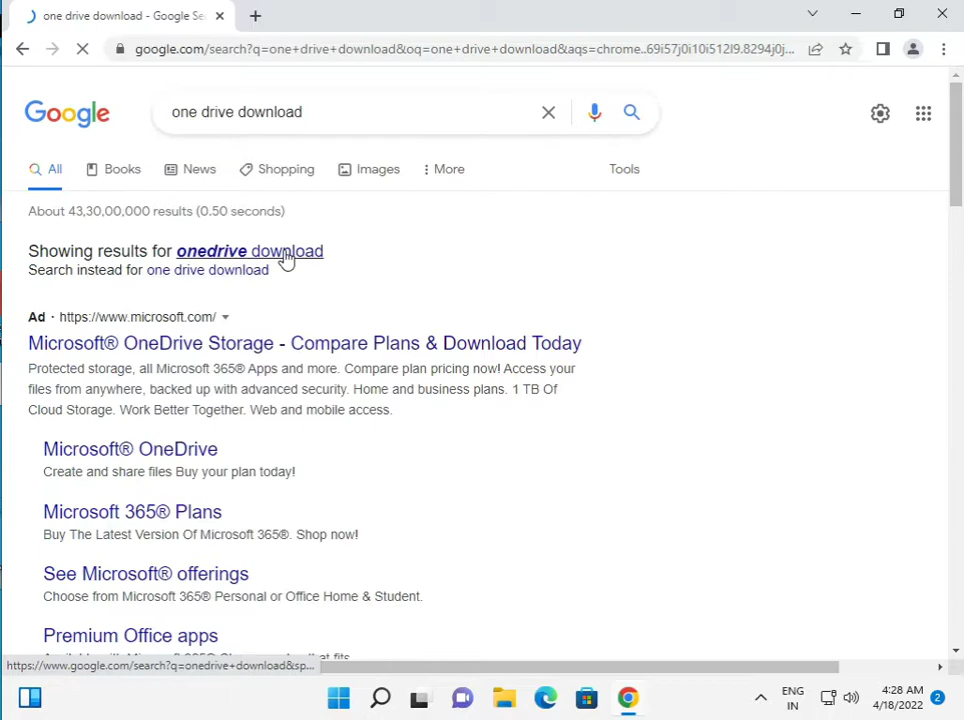 one drive download - Google Se
google.com/search?q=one+drive+download&oq=one+drive+download&aqs=chrome..69i57j0i10i512l9.8294j0j...
Google
one drive download
All Books News Shopping Images More Tools
About 43,30,00,000 results (0.50 seconds)
Showing results for onedrive download
Search instead for one drive download
Ad · https://www.microsoft.com/
Microsoft® OneDrive Storage - Compare Plans & Download Today
Protected storage, all Microsoft 365® Apps and more. Compare plan pricing now! Access your
files from anywhere, backed up with advanced security. Home and business plans. 1 TB Of
Cloud Storage. Work Better Together. Web and mobile access.
Microsoft® OneDrive
Create and share files Buy your plan today!
Microsoft 365® Plans
Buy The Latest Version Of Microsoft 365®. Shop now!
See Microsoft® offerings
Choose from Microsoft 365® Personal or Office Home & Student.
Premium Office apps
https://www.google.com/search?q=onedrive+download&sp...
ENG
IN
4:28 AM
4/18/2022
2